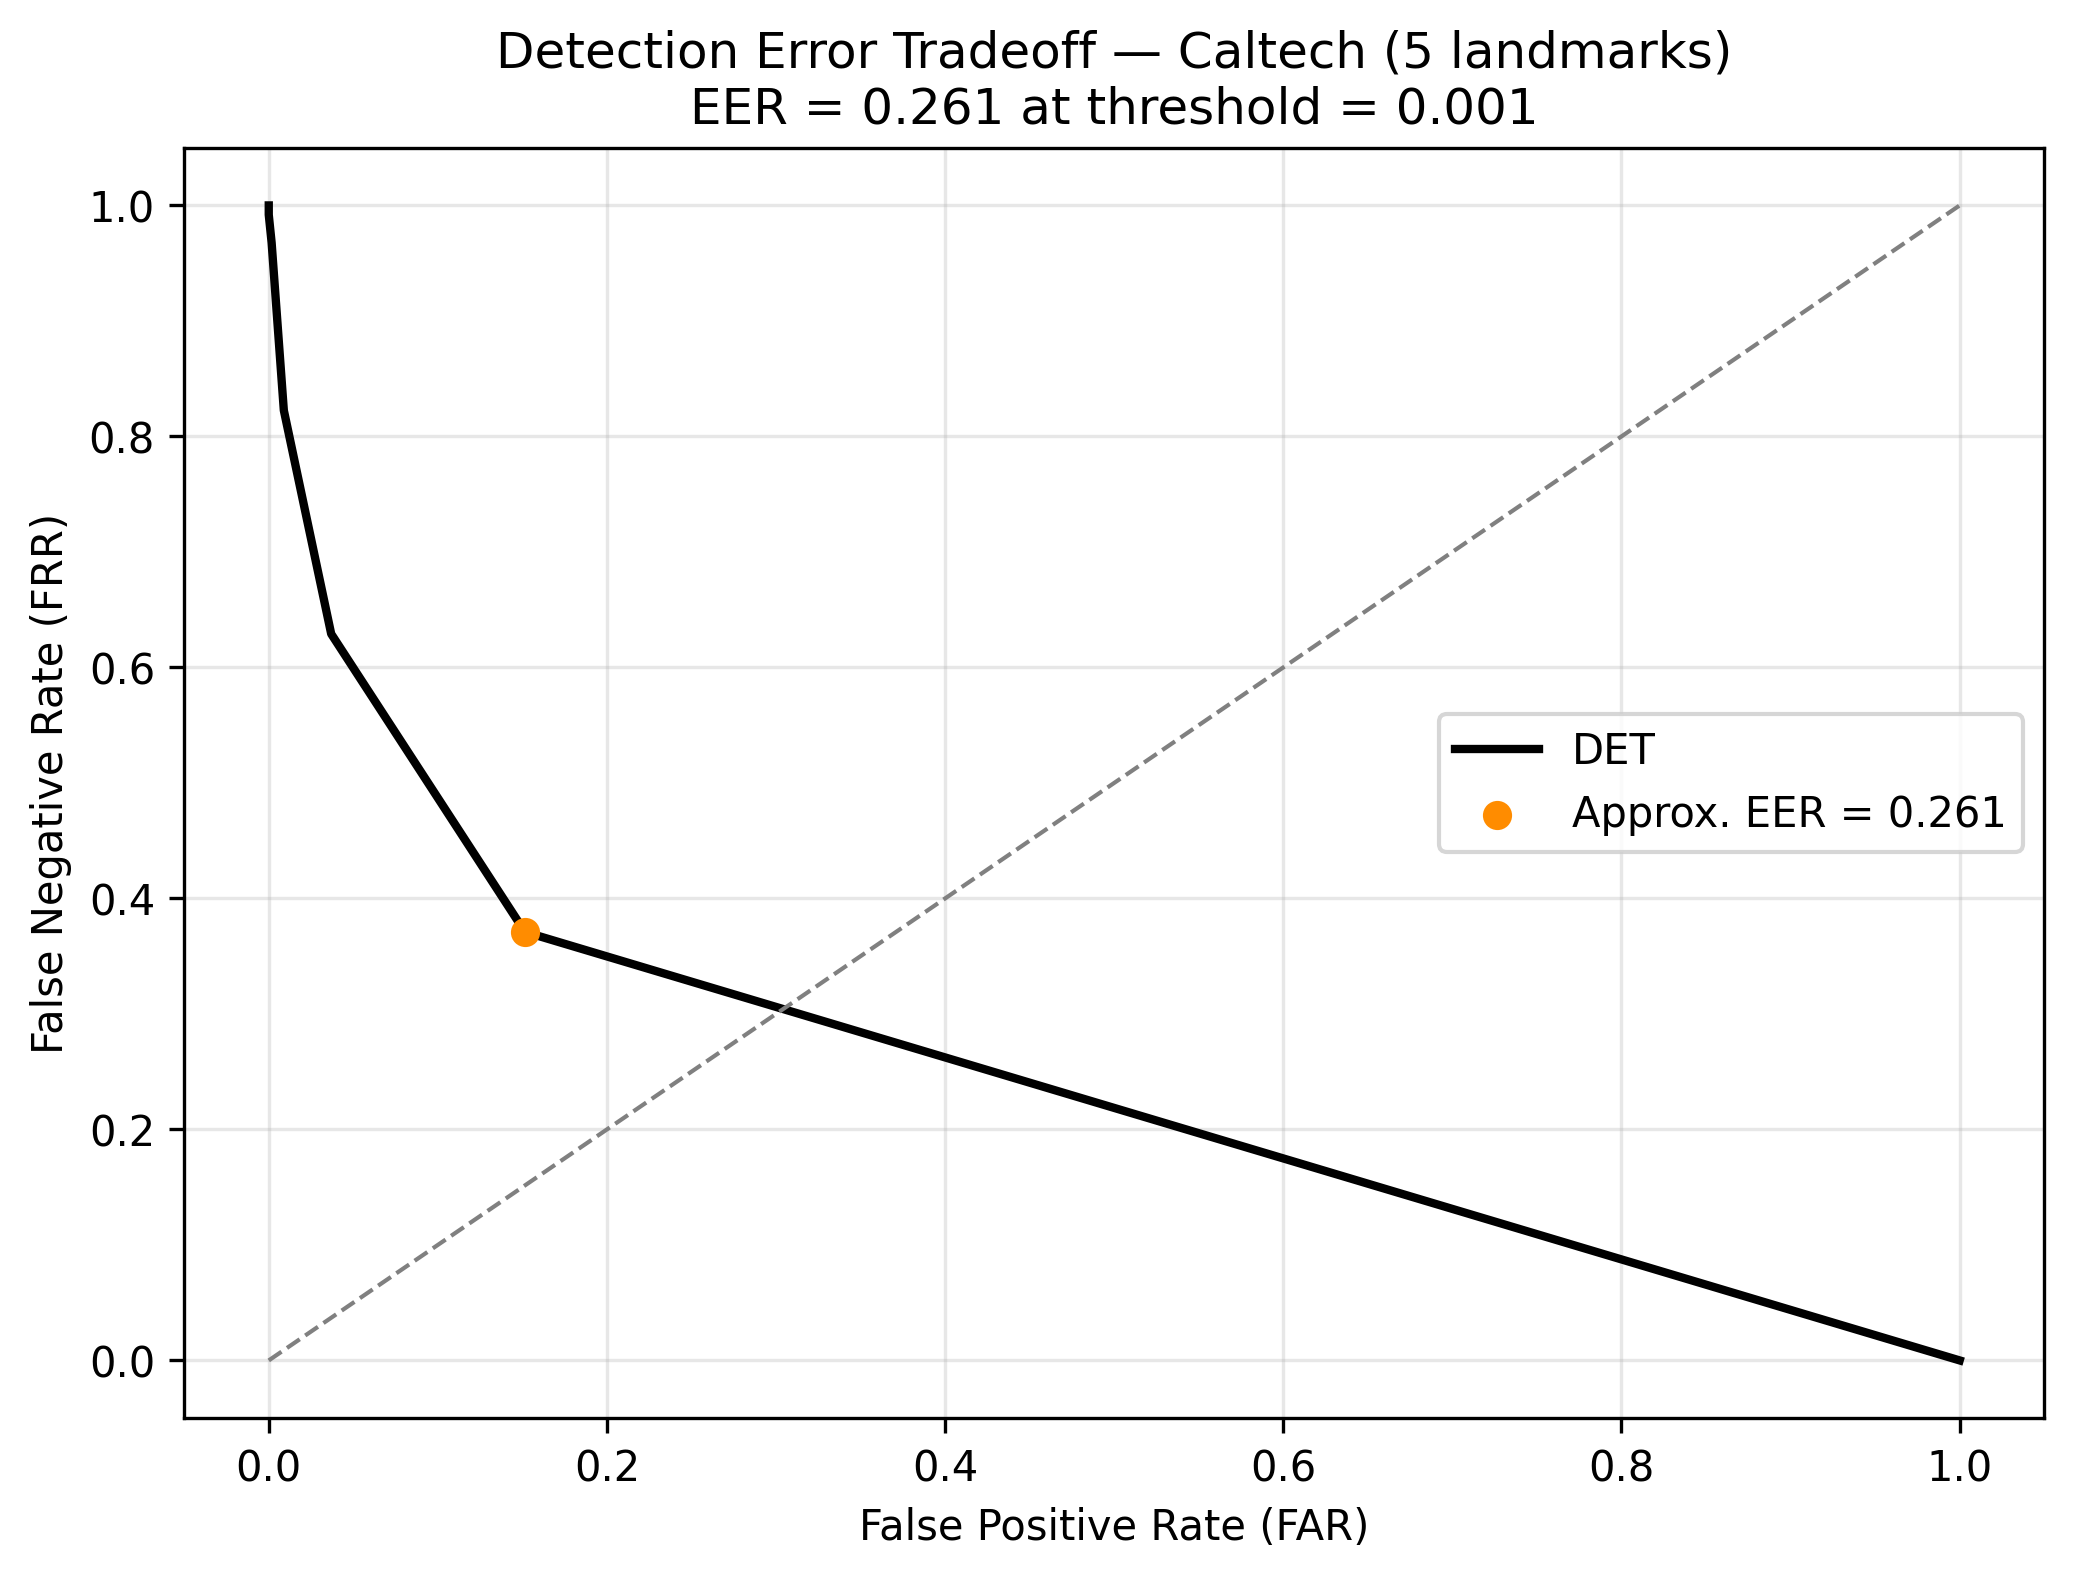 Detection Error Tradeoff — Caltech (5 landmarks)
EER = 0.261 at threshold = 0.001
False Negative Rate (FRR)
1.0
0.8
0.6
0.4
0.2
0.0
DET
Approx. EER = 0.261
0.0 0.2 0.4 0.6 0.8 1.0
False Positive Rate (FAR)